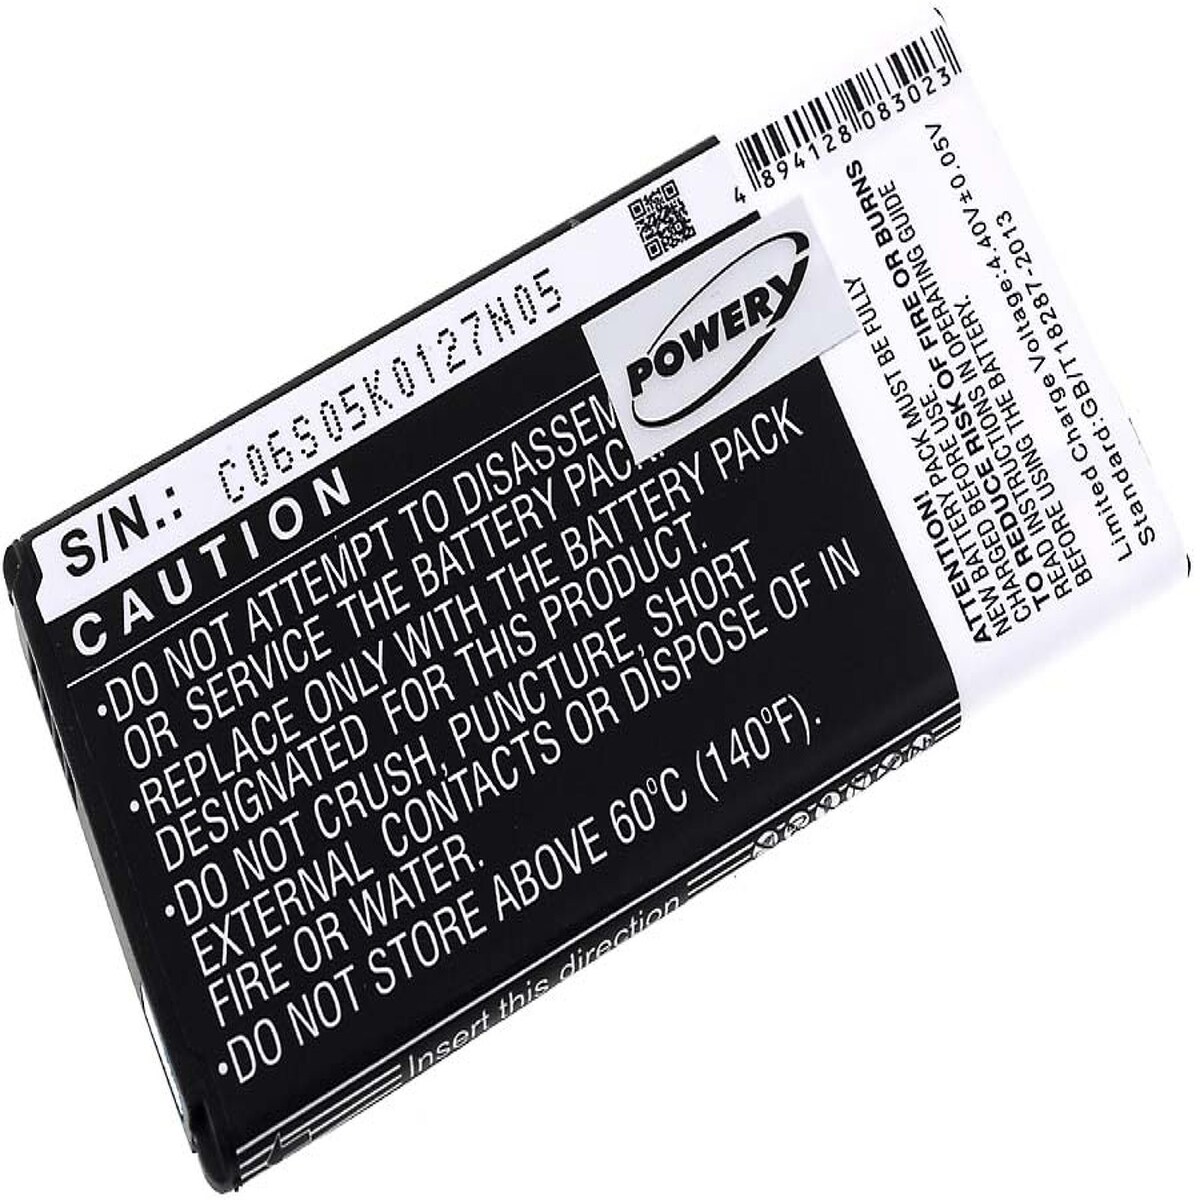 S/N.: C06S05K0127N05
CAUTION
•DO NOT ATTEMPT TO DISASSEM
OR SERVICE THE BATTERY PACK.
•REPLACE ONLY WITH THE BATTERY PACK
DESIGNATED FOR THIS PRODUCT.
•DO NOT CRUSH, PUNCTURE, SHORT
EXTERNAL CONTACTS OR DISPOSE OF IN
FIRE OR WATER.
•DO NOT STORE ABOVE 60°C (140°F).
Insert this direction
POWERY
4 894128 083023
ATTENTION!
NEW BATTERY PACK MUST BE FULLY
CHARGED BEFORE USE.
TO REDUCE RISK OF FIRE OR BURNS
READ INSTRUCTIONS IN OPERATING GUIDE
BEFORE USING THE BATTERY.
Limited Charge Voltage:4.40V±0.05V
Standard:GB/T18287-2013